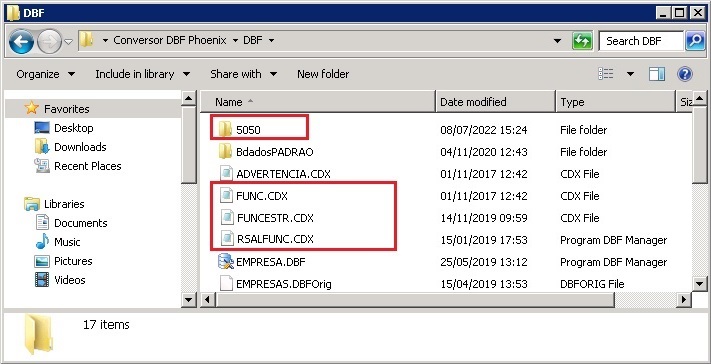 DBF
Conversor DBF Phoenix DBF Search DBF
Organize Include in library Share with New folder
Favorites
Desktop
Downloads
Recent Places
Libraries
Documents
Music
Pictures
Videos
Name Date modified Type Siz
5050 08/07/2022 15:24 File folder
BdadosPADRAO 04/11/2020 12:43 File folder
ADVERTENCIA.CDX 01/11/2017 12:42 CDX File
FUNC.CDX 01/11/2017 12:42 CDX File
FUNCESTR.CDX 14/11/2019 09:59 CDX File
RSALFUNC.CDX 15/01/2019 17:53 Program DBF Manager
EMPRESA.DBF 25/05/2019 13:12 Program DBF Manager
EMPRESAS.DBFOrig 15/04/2019 13:12 DBFORIG File
17 items